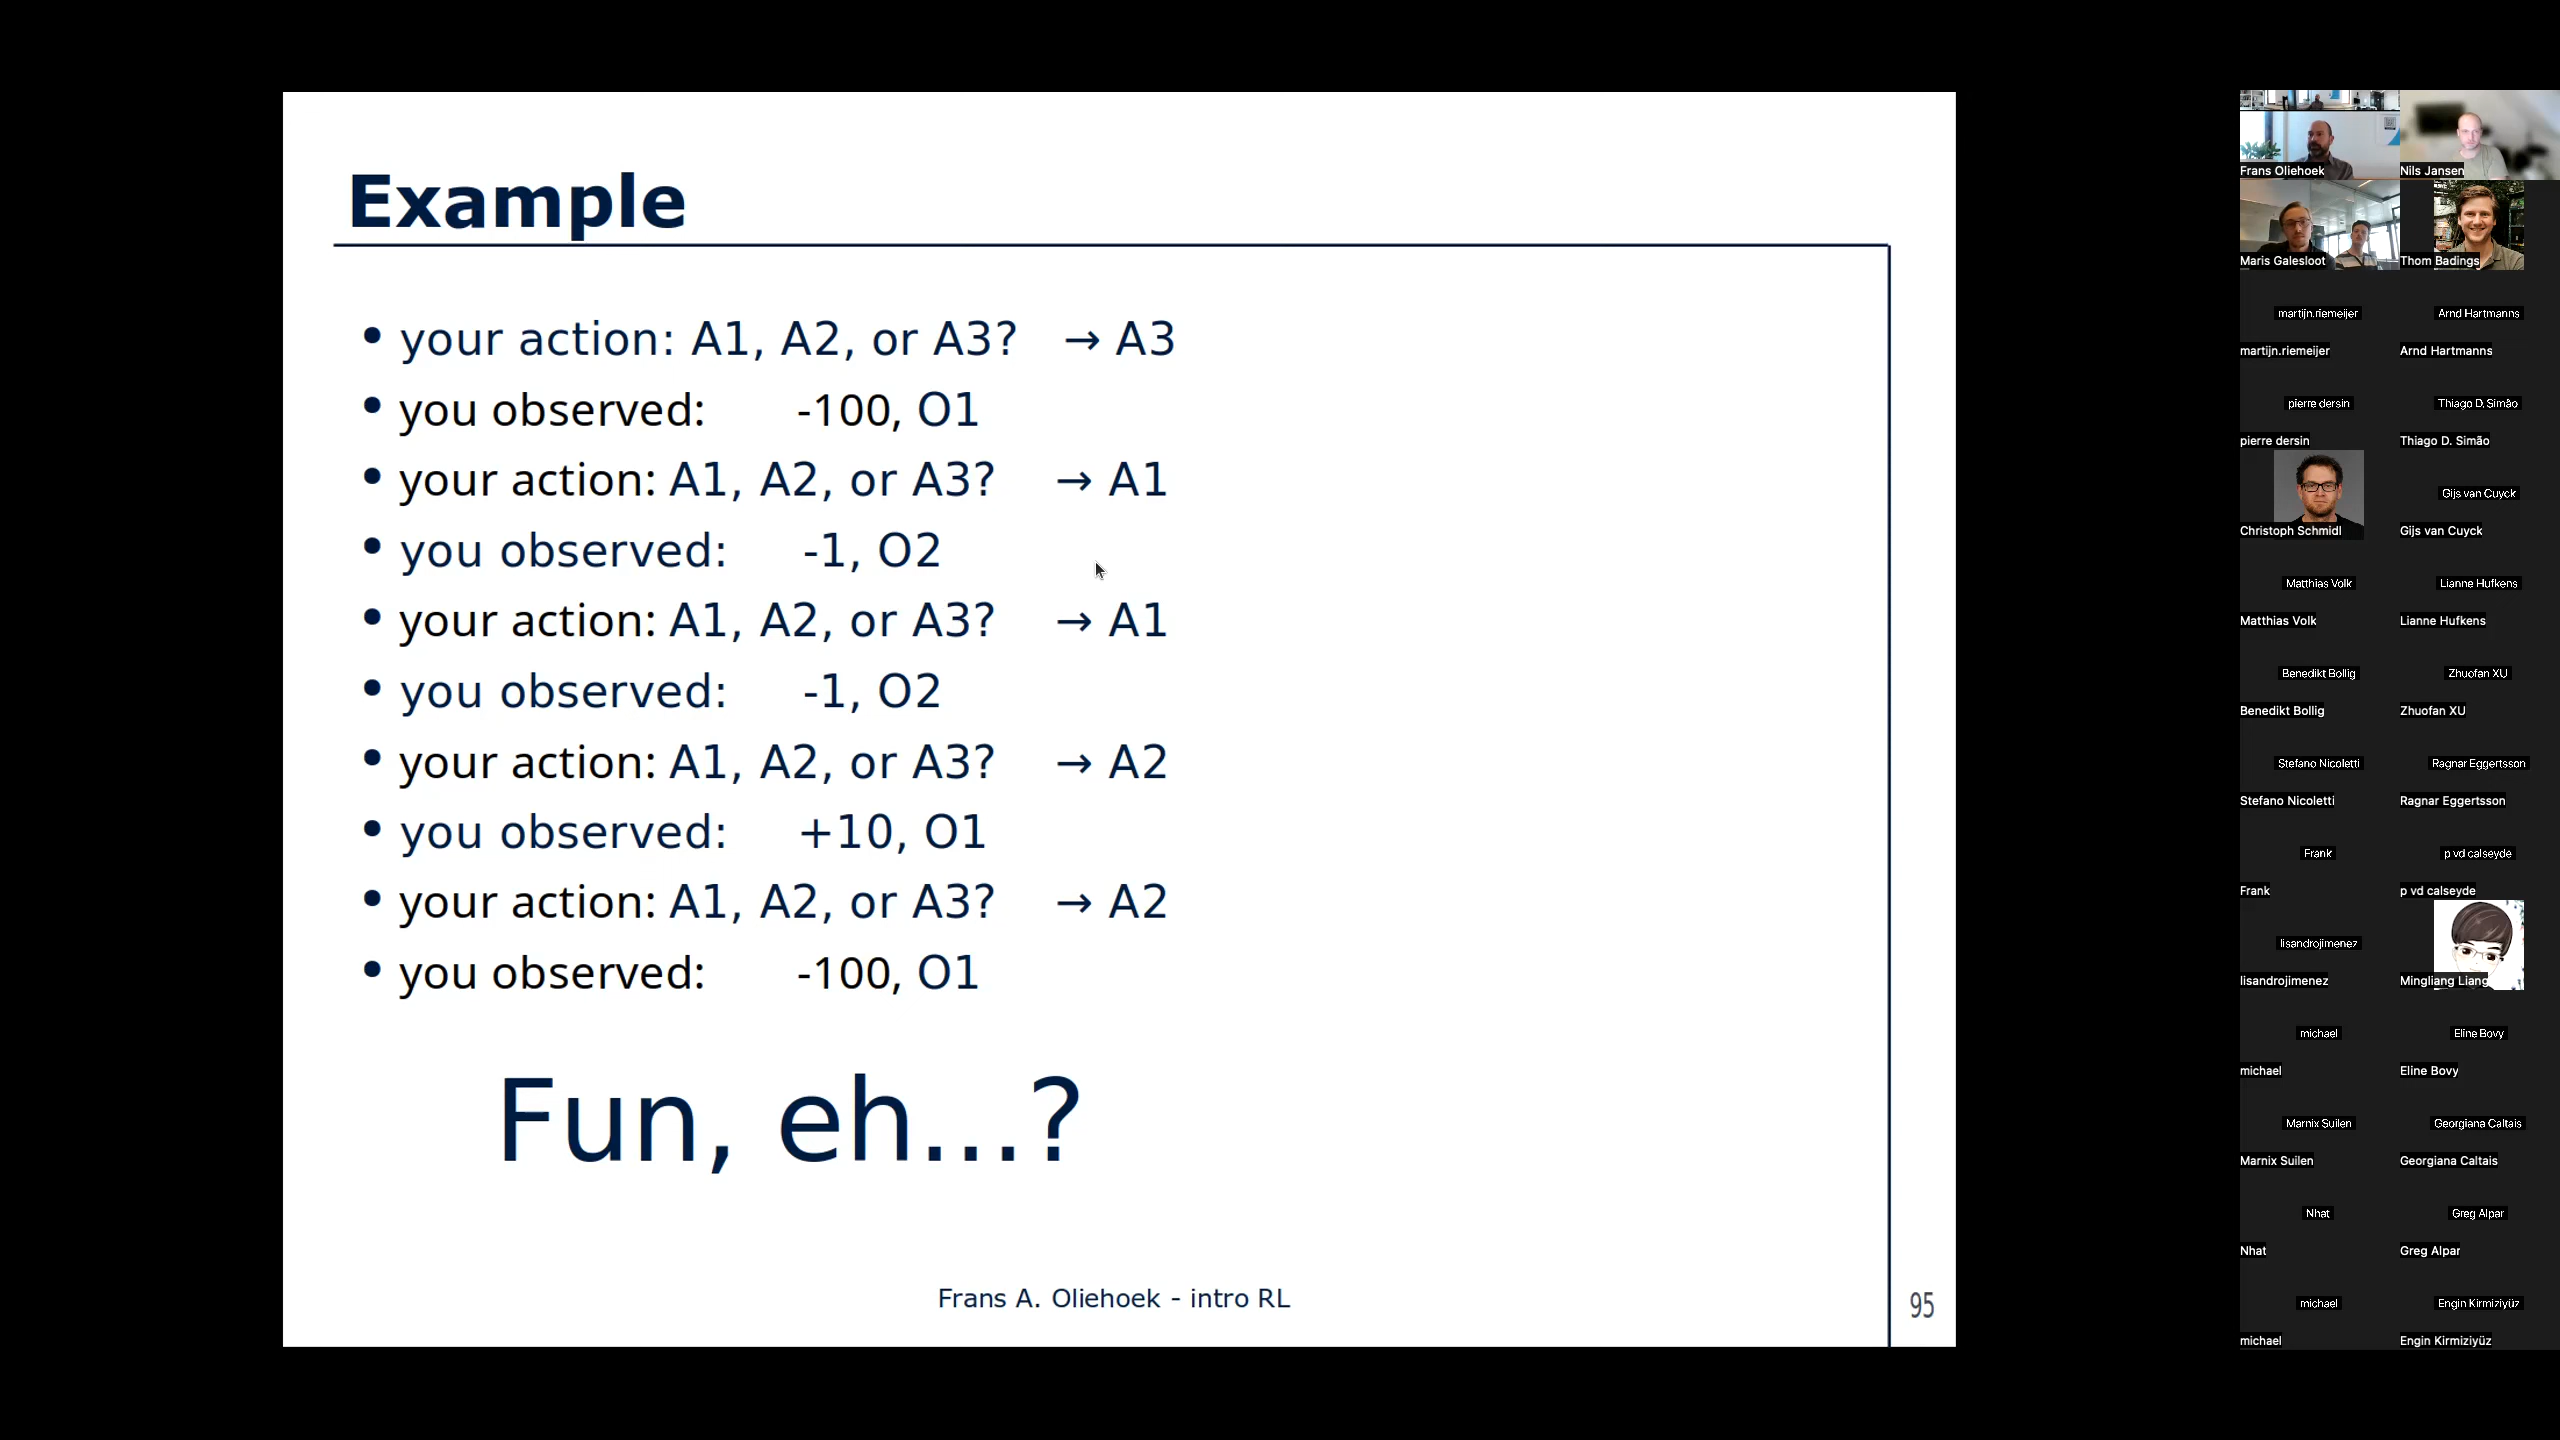 Example
• your action: A1, A2, or A3? → A3
• you observed: -100, O1
• your action: A1, A2, or A3? → A1
• you observed: -1, O2
• your action: A1, A2, or A3? → A1
• you observed: -1, O2
• your action: A1, A2, or A3? → A2
• you observed: +10, O1
• your action: A1, A2, or A3? → A2
• you observed: -100, O1
Fun, eh...?
Frans A. Oliehoek - intro RL
95
Frans Oliehoek
Nils Jansen
Maris Galesloot
Thom Badings
martijn.riemeijer
Arnd Hartmanns
martijn.riemeijer
Arnd Hartmanns
pierre dersin
Thiago D. Simão
pierre dersin
Thiago D. Simão
Gijs van Cuyck
Christoph Schmidl
Gijs van Cuyck
Matthias Volk
Lianne Hufkens
Matthias Volk
Lianne Hufkens
Benedikt Bollig
Zhuofan XU
Benedikt Bollig
Zhuofan XU
Stefano Nicoletti
Ragnar Eggertsson
Stefano Nicoletti
Ragnar Eggertsson
Frank
p vd calseyde
Frank
p vd calseyde
lisandrojimenez
lisandrojimenez
Mingliang Liang
michael
Eline Bovy
michael
Eline Bovy
Marnix Suilen
Georgiana Caltais
Marnix Suilen
Georgiana Caltais
Nhat
Greg Alpar
Nhat
Greg Alpar
michael
Engin Kirmiziyüz
michael
Engin Kirmiziyüz